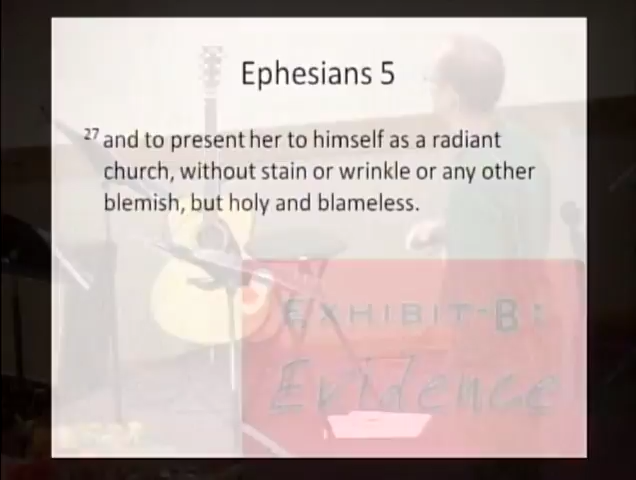 Ephesians 5
27 and to present her to himself as a radiant
church, without stain or wrinkle or any other
blemish, but holy and blameless.
EXHIBIT-B:
Evidence